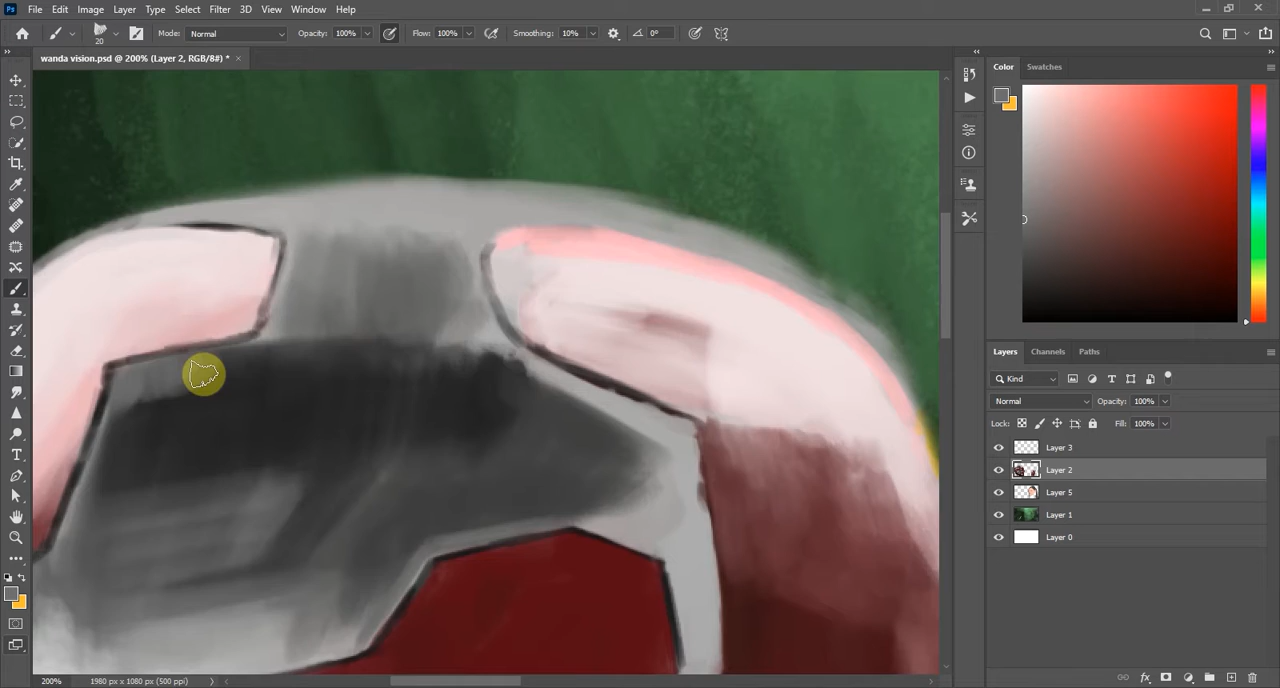 Ps File Edit Image Layer Type Select Filter 3D View Window Help
20 Mode: Normal Opacity: 100% Flow: 100% Smoothing: 10% 0°
wanda vision.psd @ 200% (Layer 2, RGB/8#) *
Color Swatches
Layers Channels Paths
Kind
Normal Opacity: 100%
Lock: Fill: 100%
Layer 3
Layer 2
Layer 5
Layer 1
Layer 0
200% 1980 px x 1080 px (500 ppi)